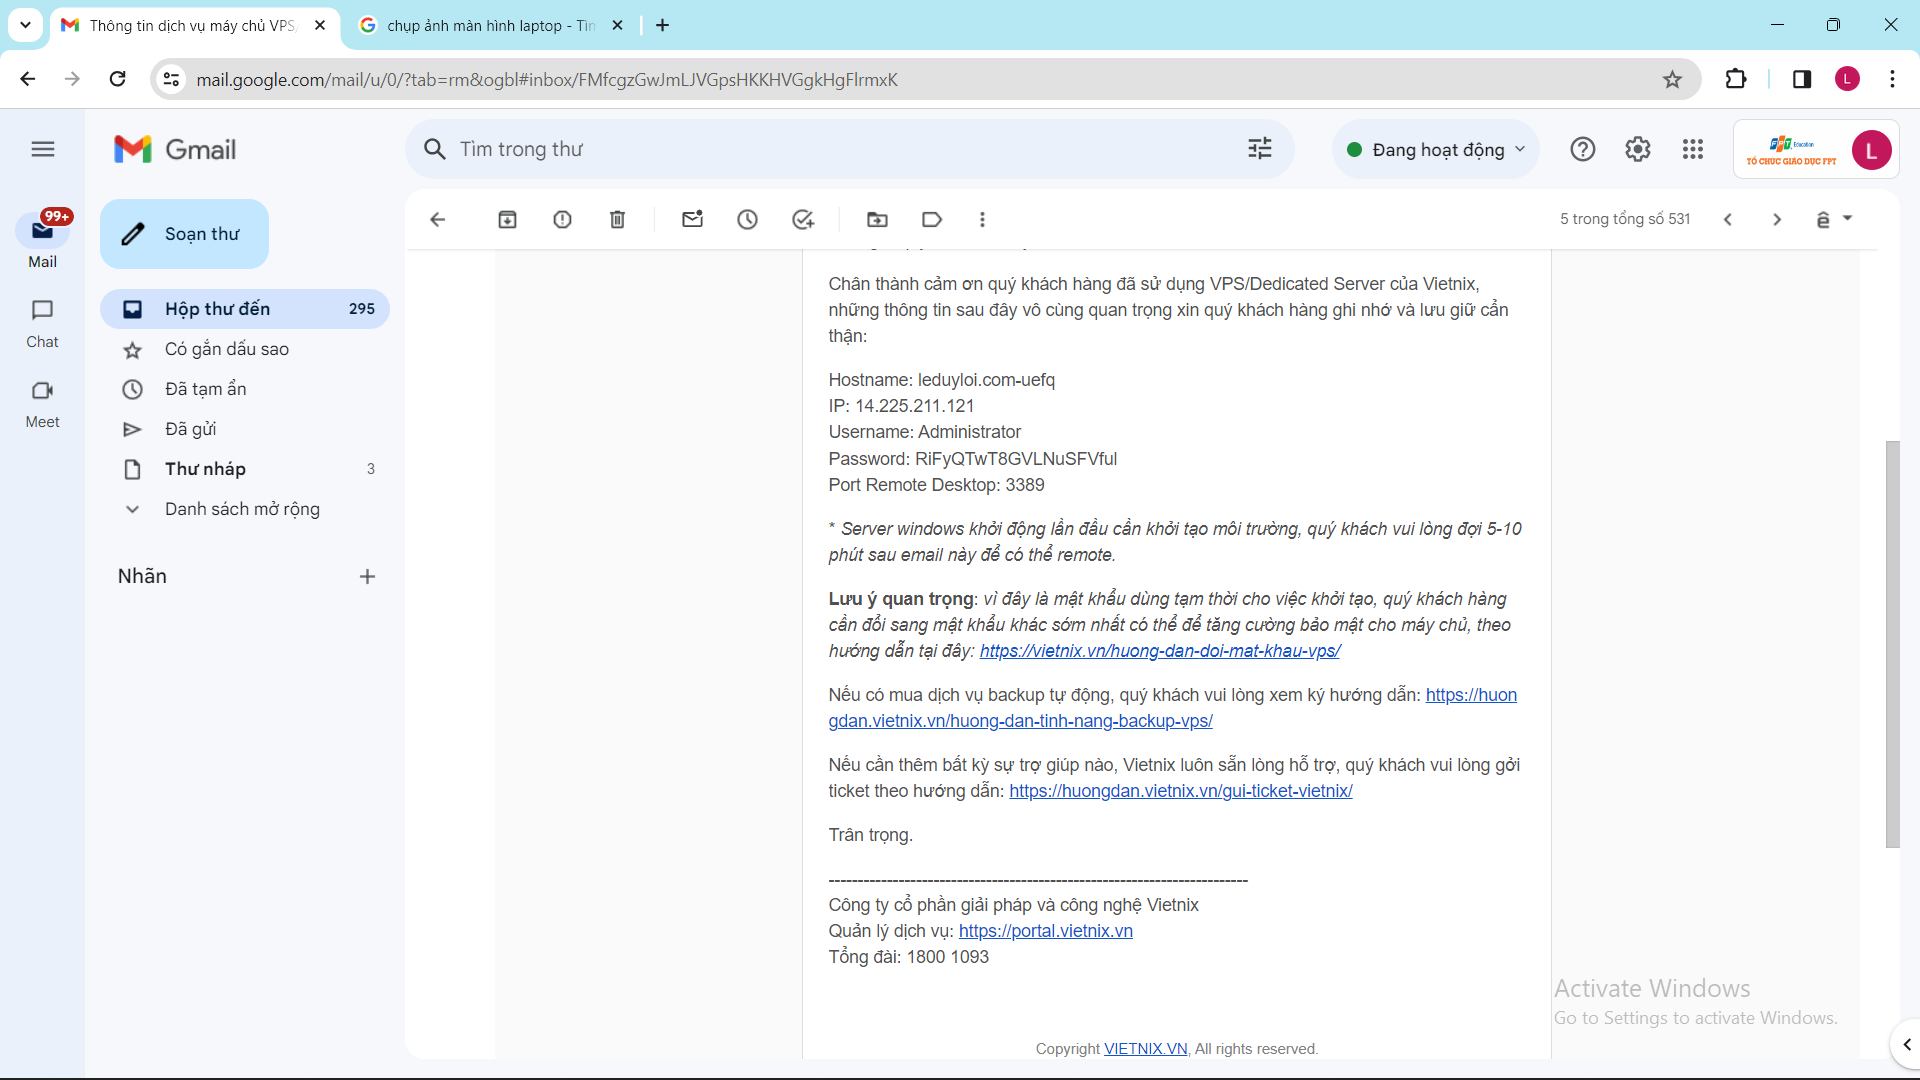 Thông tin dịch vụ máy chủ VPS/
chụp ảnh màn hình laptop - Tìm
mail.google.com/mail/u/0/?tab=rm&ogbl#inbox/FMfcgzGwJmLJVGpsHKKHVGgkHgFlrmxK
L
Gmail
Tìm trong thư
Đang hoạt động
FPT Education
TỔ CHỨC GIÁO DỤC FPT
L
99+
Mail
Chat
Meet
Soạn thư
Hộp thư đến 295
Có gắn dấu sao
Đã tạm ẩn
Đã gửi
Thư nháp 3
Danh sách mở rộng
Nhãn
5 trong tổng số 531
Chân thành cảm ơn quý khách hàng đã sử dụng VPS/Dedicated Server của Vietnix,
những thông tin sau đây vô cùng quan trọng xin quý khách hàng ghi nhớ và lưu giữ cẩn
thận:
Hostname: leduyloi.com-uefq
IP: 14.225.211.121
Username: Administrator
Password: RiFyQTwT8GVLNuSFVful
Port Remote Desktop: 3389
* Server windows khởi động lần đầu cần khởi tạo môi trường, quý khách vui lòng đợi 5-10
phút sau email này để có thể remote.
Lưu ý quan trọng: vì đây là mật khẩu dùng tạm thời cho việc khởi tạo, quý khách hàng
cần đổi sang mật khẩu khác sớm nhất có thể để tăng cường bảo mật cho máy chủ, theo
hướng dẫn tại đây: https://vietnix.vn/huong-dan-doi-mat-khau-vps/
Nếu có mua dịch vụ backup tự động, quý khách vui lòng xem ký hướng dẫn: https://huon
gdan.vietnix.vn/huong-dan-tinh-nang-backup-vps/
Nếu cần thêm bất kỳ sự trợ giúp nào, Vietnix luôn sẵn lòng hỗ trợ, quý khách vui lòng gởi
ticket theo hướng dẫn: https://huongdan.vietnix.vn/gui-ticket-vietnix/
Trân trọng.
------------------------------------------------------------------------
Công ty cổ phần giải pháp và công nghệ Vietnix
Quản lý dịch vụ: https://portal.vietnix.vn
Tổng đài: 1800 1093
Copyright VIETNIX.VN, All rights reserved.
Activate Windows
Go to Settings to activate Windows.